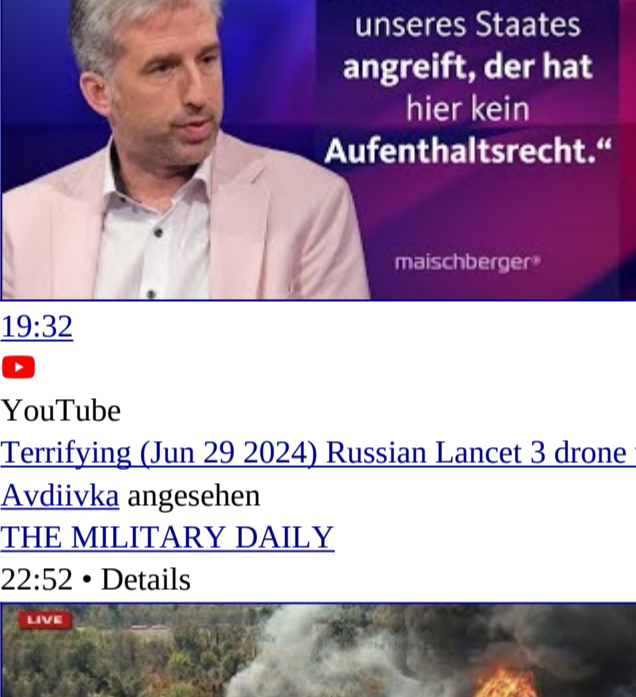 unseres Staates
angreift, der hat
hier kein
Aufenthaltsrecht.“
maischberger®
19:32
YouTube
Terrifying (Jun 29 2024) Russian Lancet 3 drone
Avdiivka angesehen
THE MILITARY DAILY
22:52 • Details
LIVE